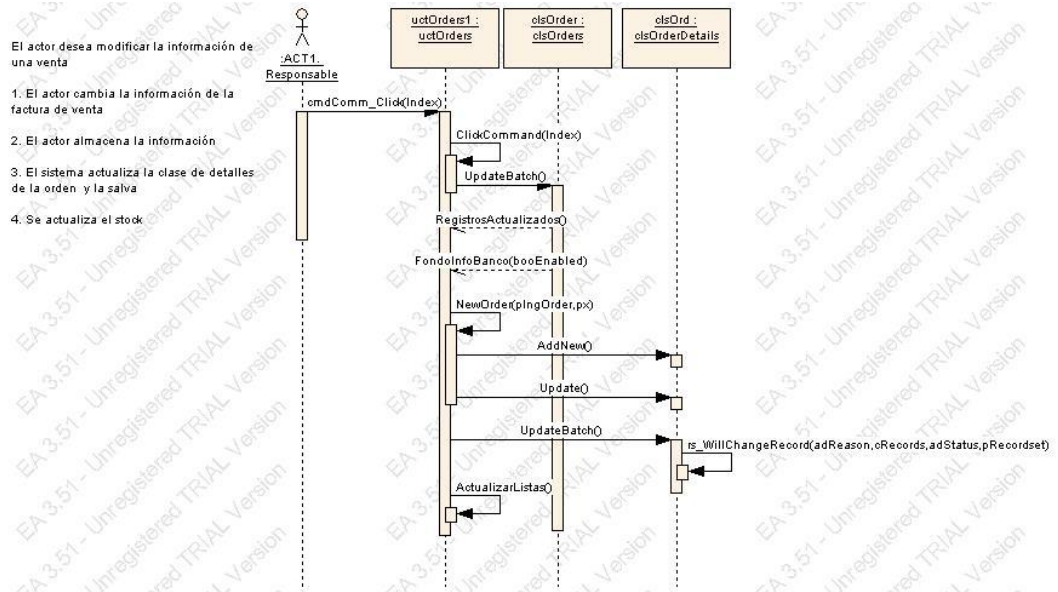 El actor desea modificar la información de
una venta
1. El actor cambia la información de la
factura de venta
2. El actor almacena la información
3. El sistema actualiza la clase de detalles
de la orden y la salva
4. Se actualiza el stock
:ACT1.
Responsable
uctOrders1 :
uctOrders
clsOrder :
clsOrders
clsOrd :
clsOrderDetails
cmdComm_Click(Index)
ClickCommand(Index)
UpdateBatch()
RegistrosActualizados()
FondoInfoBanco(booEnabled)
NewOrder(plngOrder,px)
AddNew()
Update()
UpdateBatch()
rs_WillChangeRecord(adReason,cRecords,adStatus,pRecordset)
ActualizarListas()
EA 3.51 - Unregistered TRIAL Version